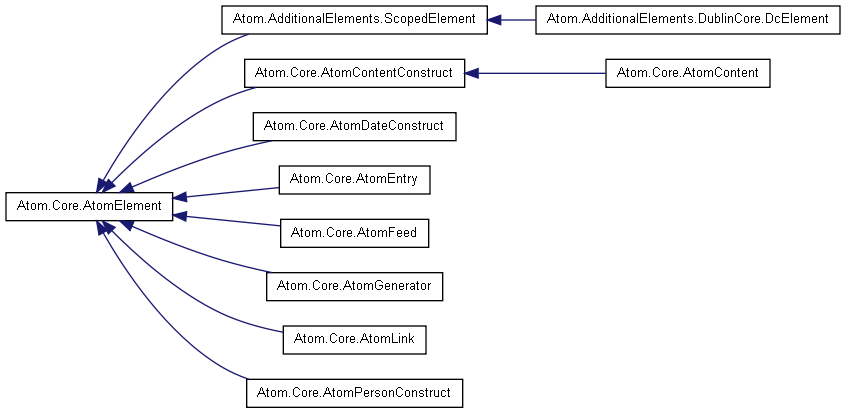 Atom.AdditionalElements.ScopedElement
Atom.AdditionalElements.DublinCore.DcElement
Atom.Core.AtomContentConstruct
Atom.Core.AtomContent
Atom.Core.AtomDateConstruct
Atom.Core.AtomEntry
Atom.Core.AtomElement
Atom.Core.AtomFeed
Atom.Core.AtomGenerator
Atom.Core.AtomLink
Atom.Core.AtomPersonConstruct